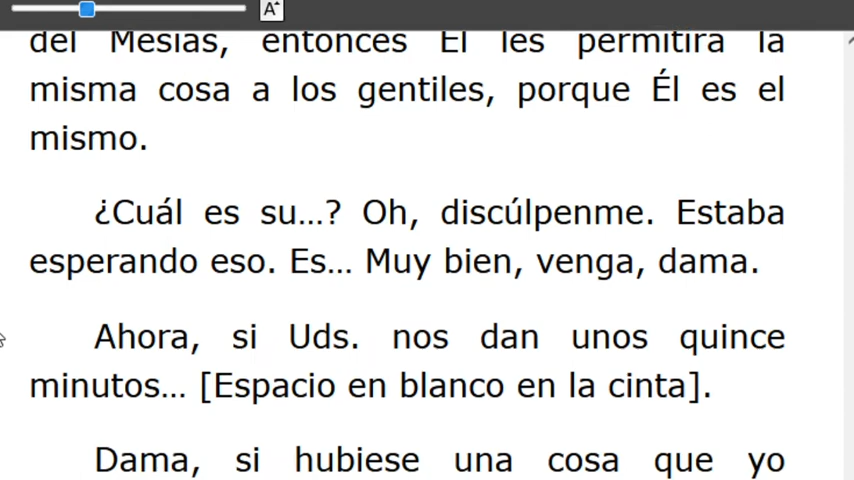 A
del Mesías, entonces Él les permitirá la
misma cosa a los gentiles, porque Él es el
mismo.
¿Cuál es su…? Oh, discúlpenme. Estaba
esperando eso. Es… Muy bien, venga, dama.
Ahora, si Uds. nos dan unos quince
minutos… [Espacio en blanco en la cinta].
Dama, si hubiese una cosa que yo